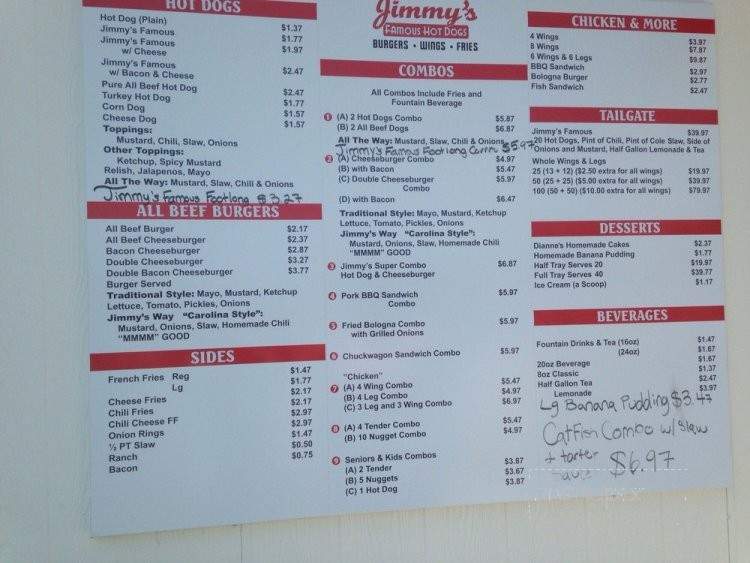 HOT DOGS
Hot Dog (Plain) $1.37
Jimmy's Famous $1.77
Jimmy's Famous w/ Cheese $1.97
Jimmy's Famous w/ Bacon & Cheese $2.47
Pure All Beef Hot Dog $2.47
Turkey Hot Dog $1.77
Corn Dog $1.57
Cheese Dog $1.57
Toppings:
Mustard, Chili, Slaw, Onions
Other Toppings:
Ketchup, Spicy Mustard
Relish, Jalapenos, Mayo
All The Way: Mustard, Slaw, Chili & Onions
Jimmy's Famous Footlong $3.27
ALL BEEF BURGERS
All Beef Burger $2.17
All Beef Cheeseburger $2.37
Bacon Cheeseburger $2.87
Double Cheeseburger $3.27
Double Bacon Cheeseburger $3.77
Burger Served
Traditional Style: Mayo, Mustard, Ketchup
Lettuce, Tomato, Pickles, Onions
Jimmy's Way "Carolina Style":
Mustard, Onions, Slaw, Homemade Chili
"MMMM" GOOD
SIDES
French Fries Reg $1.47
Lg $1.77
Cheese Fries $2.17
Chili Fries $2.17
Chili Cheese FF $2.97
Onion Rings $2.97
½ PT Slaw $1.47
Ranch $0.50
Bacon $0.75
Jimmy's
FAMOUS HOT DOGS
BURGERS • WINGS • FRIES
COMBOS
All Combos Include Fries and
Fountain Beverage
1 (A) 2 Hot Dogs Combo $5.87
(B) 2 All Beef Dogs $6.87
All The Way: Mustard, Slaw, Chili & Onions
Jimmy's Famous Footlong $5.97
2 (A) Cheeseburger Combo $4.97
(B) with Bacon $5.47
(C) Double Cheeseburger Combo $5.97
(D) with Bacon $6.47
Traditional Style: Mayo, Mustard, Ketchup
Lettuce, Tomato, Pickles, Onions
Jimmy's Way "Carolina Style":
Mustard, Onions, Slaw, Homemade Chili
"MMMM" GOOD
3 Jimmy's Super Combo $6.87
Hot Dog & Cheeseburger
4 Pork BBQ Sandwich Combo $5.97
5 Fried Bologna Combo $5.97
with Grilled Onions
6 Chuckwagon Sandwich Combo $5.97
"Chicken"
7 (A) 4 Wing Combo $5.47
(B) 4 Leg Combo $4.97
(C) 3 Leg and 3 Wing Combo $6.97
8 (A) 4 Tender Combo $5.47
(B) 10 Nugget Combo $4.97
9 Seniors & Kids Combos
(A) 2 Tender $3.87
(B) 5 Nuggets $3.67
(C) 1 Hot Dog $3.87
CHICKEN & MORE
4 Wings $3.97
8 Wings $7.87
6 Wings & 6 Legs $9.87
BBQ Sandwich $2.97
Bologna Burger $2.77
Fish Sandwich $2.47
TAILGATE
Jimmy's Famous $39.97
20 Hot Dogs, Pint of Chili, Pint of Cole Slaw, Side of
Onions and Mustard, Half Gallon Lemonade & Tea
Whole Wings & Legs
25 (13 + 12) ($2.50 extra for all wings) $19.97
50 (25 + 25) ($5.00 extra for all wings) $39.97
100 (50 + 50) ($10.00 extra for all wings) $79.97
DESSERTS
Dianne's Homemade Cakes $2.37
Homemade Banana Pudding $1.77
Half Tray Serves 20 $19.97
Full Tray Serves 40 $39.77
Ice Cream (a Scoop) $1.17
BEVERAGES
Fountain Drinks & Tea (16oz) $1.47
(24oz) $1.67
20oz Beverage $1.67
8oz Classic $1.37
Half Gallon Tea $2.47
Lemonade $3.97
Lg Banana Pudding $3.47
Catfish Combo w/ slaw
+ tarter
$6.97